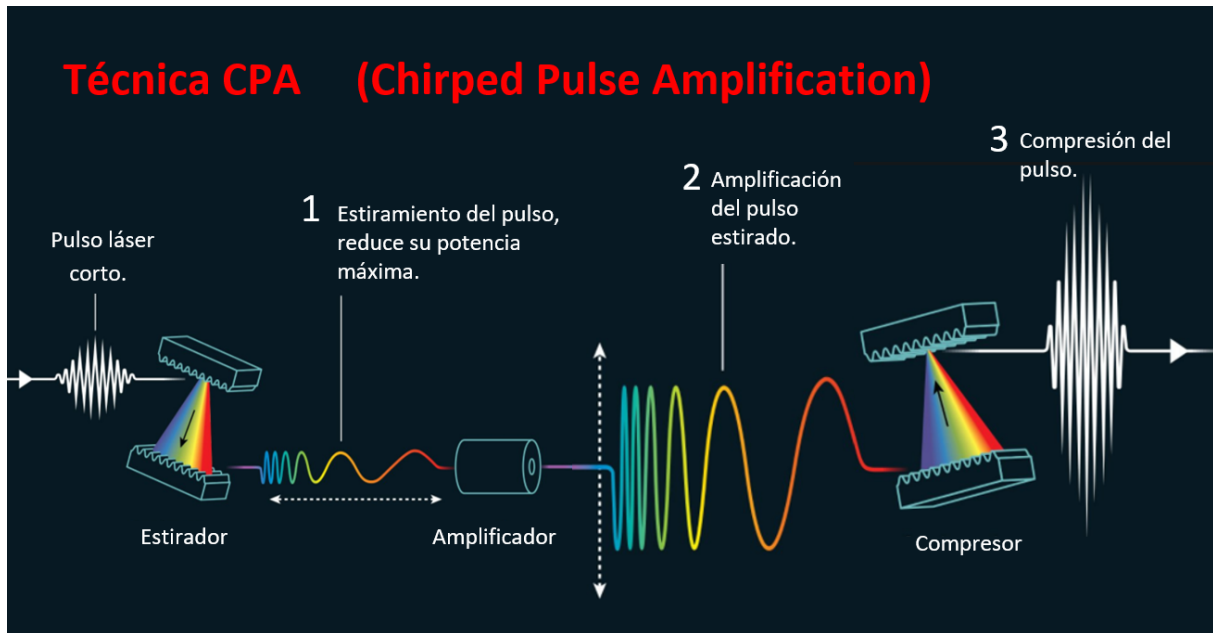 Técnica CPA (Chirped Pulse Amplification)
Pulso láser
corto.
1 Estiramiento del pulso,
reduce su potencia
máxima.
2 Amplificación
del pulso
estirado.
3 Compresión del
pulso.
Estirador
Amplificador
Compresor